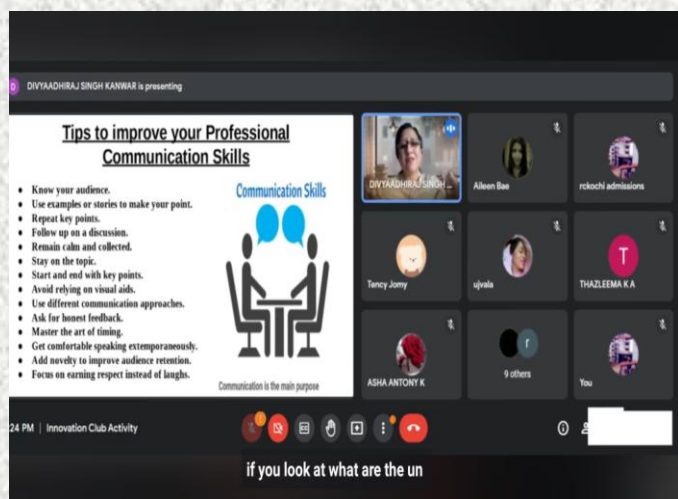 D
DIVYAADHIRAJ SINGH KANWAR is presenting
Tips to improve your Professional
Communication Skills
• Know your audience.
• Use examples or stories to make your point.
• Repeat key points.
• Follow up on a discussion.
• Remain calm and collected.
• Stay on the topic.
• Start and end with key points.
• Avoid relying on visual aids.
• Use different communication approaches.
• Ask for honest feedback.
• Master the art of timing.
• Get comfortable speaking extemporaneously.
• Add novelty to improve audience retention.
• Focus on earning respect instead of laughs.
Communication Skills
Communication is the main purpose
DIVYAADHIRAJ SINGH ...
Aileen Bae
rckochi admissions
Tency Jomy
ujvala
T
THAZLEEMA K A
ASHA ANTONY K
r
9 others
You
24 PM | Innovation Club Activity
if you look at what are the un